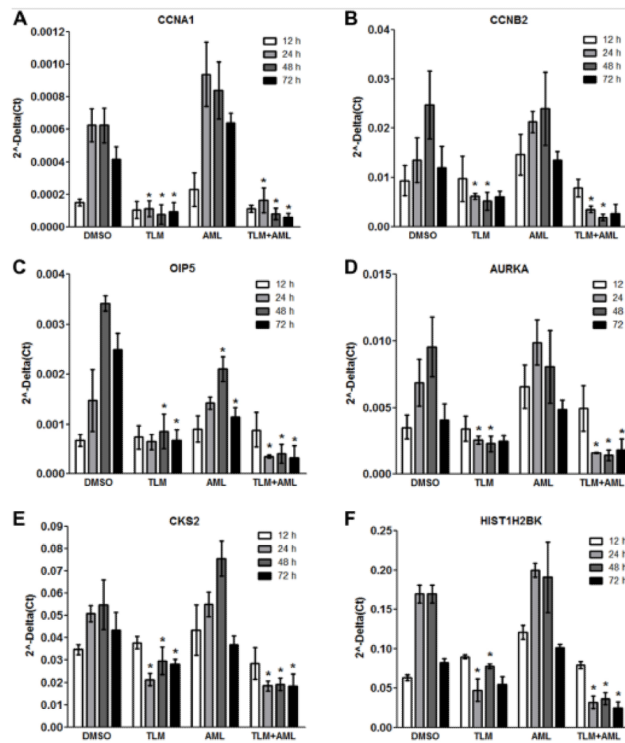 A
CCNA1
2^-Delta(Ct)
0.0012
0.0010
0.0008
0.0006
0.0004
0.0002
0.0000
12 h
24 h
48 h
72 h
* * *
* * *
DMSO TLM AML TLM+AML
B
CCNB2
2^-Delta(Ct)
0.04
0.03
0.02
0.01
0.00
12 h
24 h
48 h
72 h
* *
* *
DMSO TLM AML TLM+AML
C
OIP5
2^-Delta(Ct)
0.004
0.003
0.002
0.001
0.000
12 h
24 h
48 h
72 h
* *
* *
* * *
DMSO TLM AML TLM+AML
D
AURKA
2^-Delta(Ct)
0.015
0.010
0.005
0.000
12 h
24 h
48 h
72 h
* *
* * *
DMSO TLM AML TLM+AML
E
CKS2
2^-Delta(Ct)
0.09
0.08
0.07
0.06
0.05
0.04
0.03
0.02
0.01
0.00
12 h
24 h
48 h
72 h
* * *
* * *
DMSO TLM AML TLM+AML
F
HIST1H2BK
2^-Delta(Ct)
0.25
0.20
0.15
0.10
0.05
0.00
12 h
24 h
48 h
72 h
* *
* * *
DMSO TLM AML TLM+AML